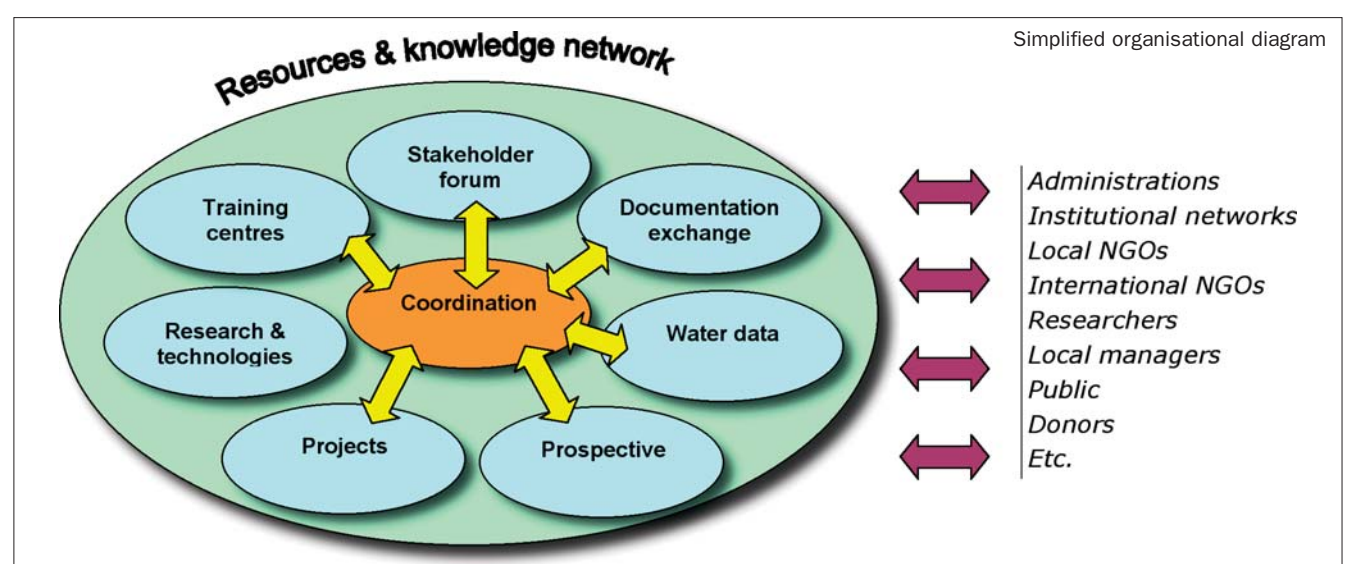 Simplified organisational diagram
Resources & knowledge network
Stakeholder
forum
Training
centres
Documentation
exchange
Coordination
Research &
technologies
Water data
Projects
Prospective
Administrations
Institutional networks
Local NGOs
International NGOs
Researchers
Local managers
Public
Donors
Etc.